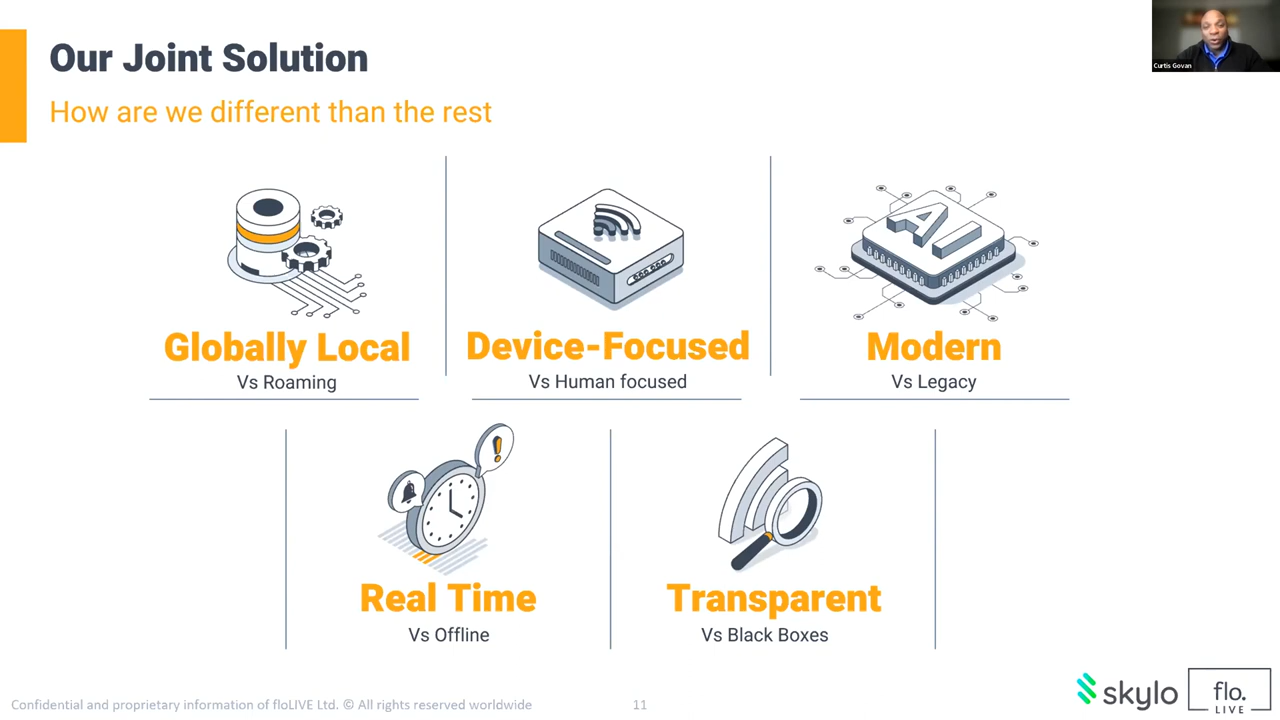 Our Joint Solution
How are we different than the rest
Curtis Govan
AI
Globally Local
Vs Roaming
Device-Focused
Vs Human focused
Modern
Vs Legacy
Real Time
Vs Offline
Transparent
Vs Black Boxes
Confidential and proprietary information of floLIVE Ltd. © All rights reserved worldwide
11
skylo
flo.
LIVE